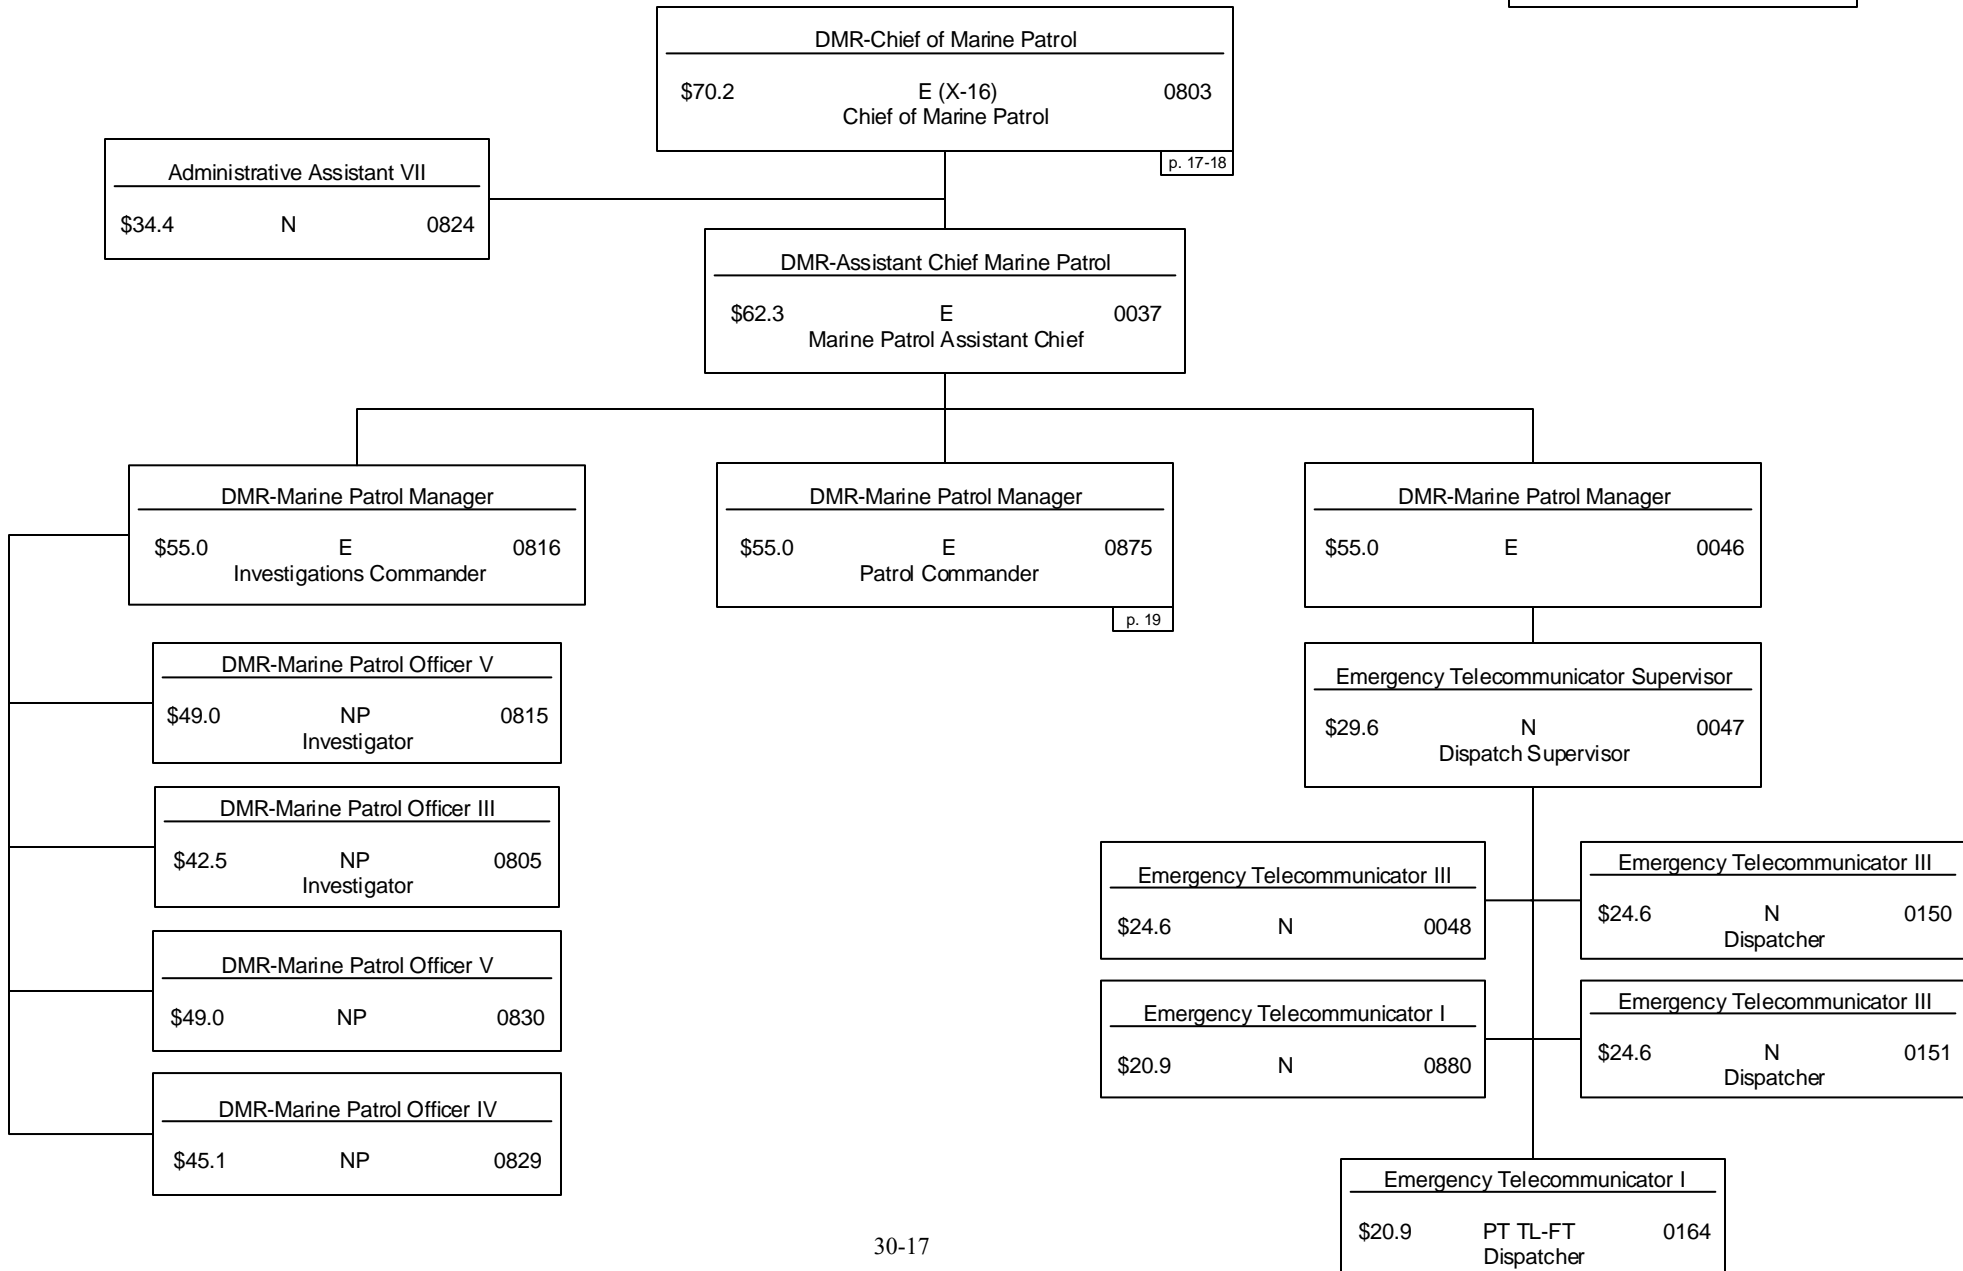 DMR-Chief of Marine Patrol
$70.2 E (X-16) 0803
Chief of Marine Patrol
p. 17-18
Administrative Assistant VII
$34.4 N 0824
DMR-Assistant Chief Marine Patrol
$62.3 E 0037
Marine Patrol Assistant Chief
DMR-Marine Patrol Manager
$55.0 E 0816
Investigations Commander
DMR-Marine Patrol Manager
$55.0 E 0875
Patrol Commander
p. 19
DMR-Marine Patrol Manager
$55.0 E 0046
DMR-Marine Patrol Officer V
$49.0 NP 0815
Investigator
DMR-Marine Patrol Officer III
$42.5 NP 0805
Investigator
DMR-Marine Patrol Officer V
$49.0 NP 0830
DMR-Marine Patrol Officer IV
$45.1 NP 0829
Emergency Telecommunicator Supervisor
$29.6 N 0047
Dispatch Supervisor
Emergency Telecommunicator III
$24.6 N 0048
Emergency Telecommunicator III
$24.6 N 0150
Dispatcher
Emergency Telecommunicator I
$20.9 N 0880
Emergency Telecommunicator III
$24.6 N 0151
Dispatcher
Emergency Telecommunicator I
$20.9 PT TL-FT 0164
Dispatcher
30-17